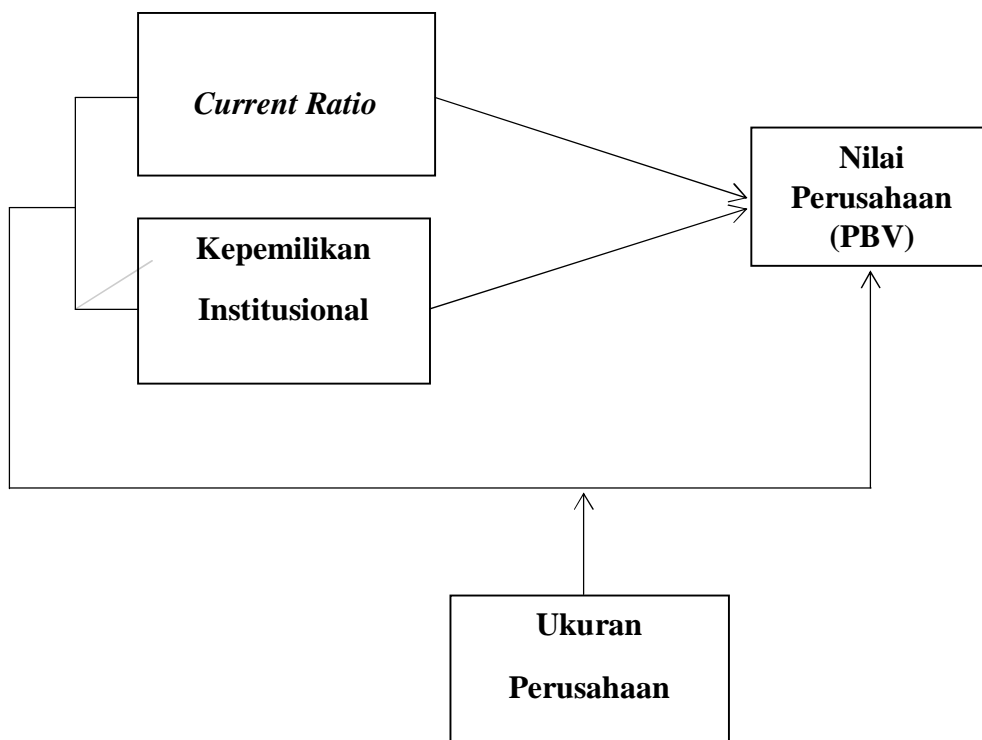 Current Ratio
Kepemilikan
Institusional
Nilai
Perusahaan
(PBV)
Ukuran
Perusahaan